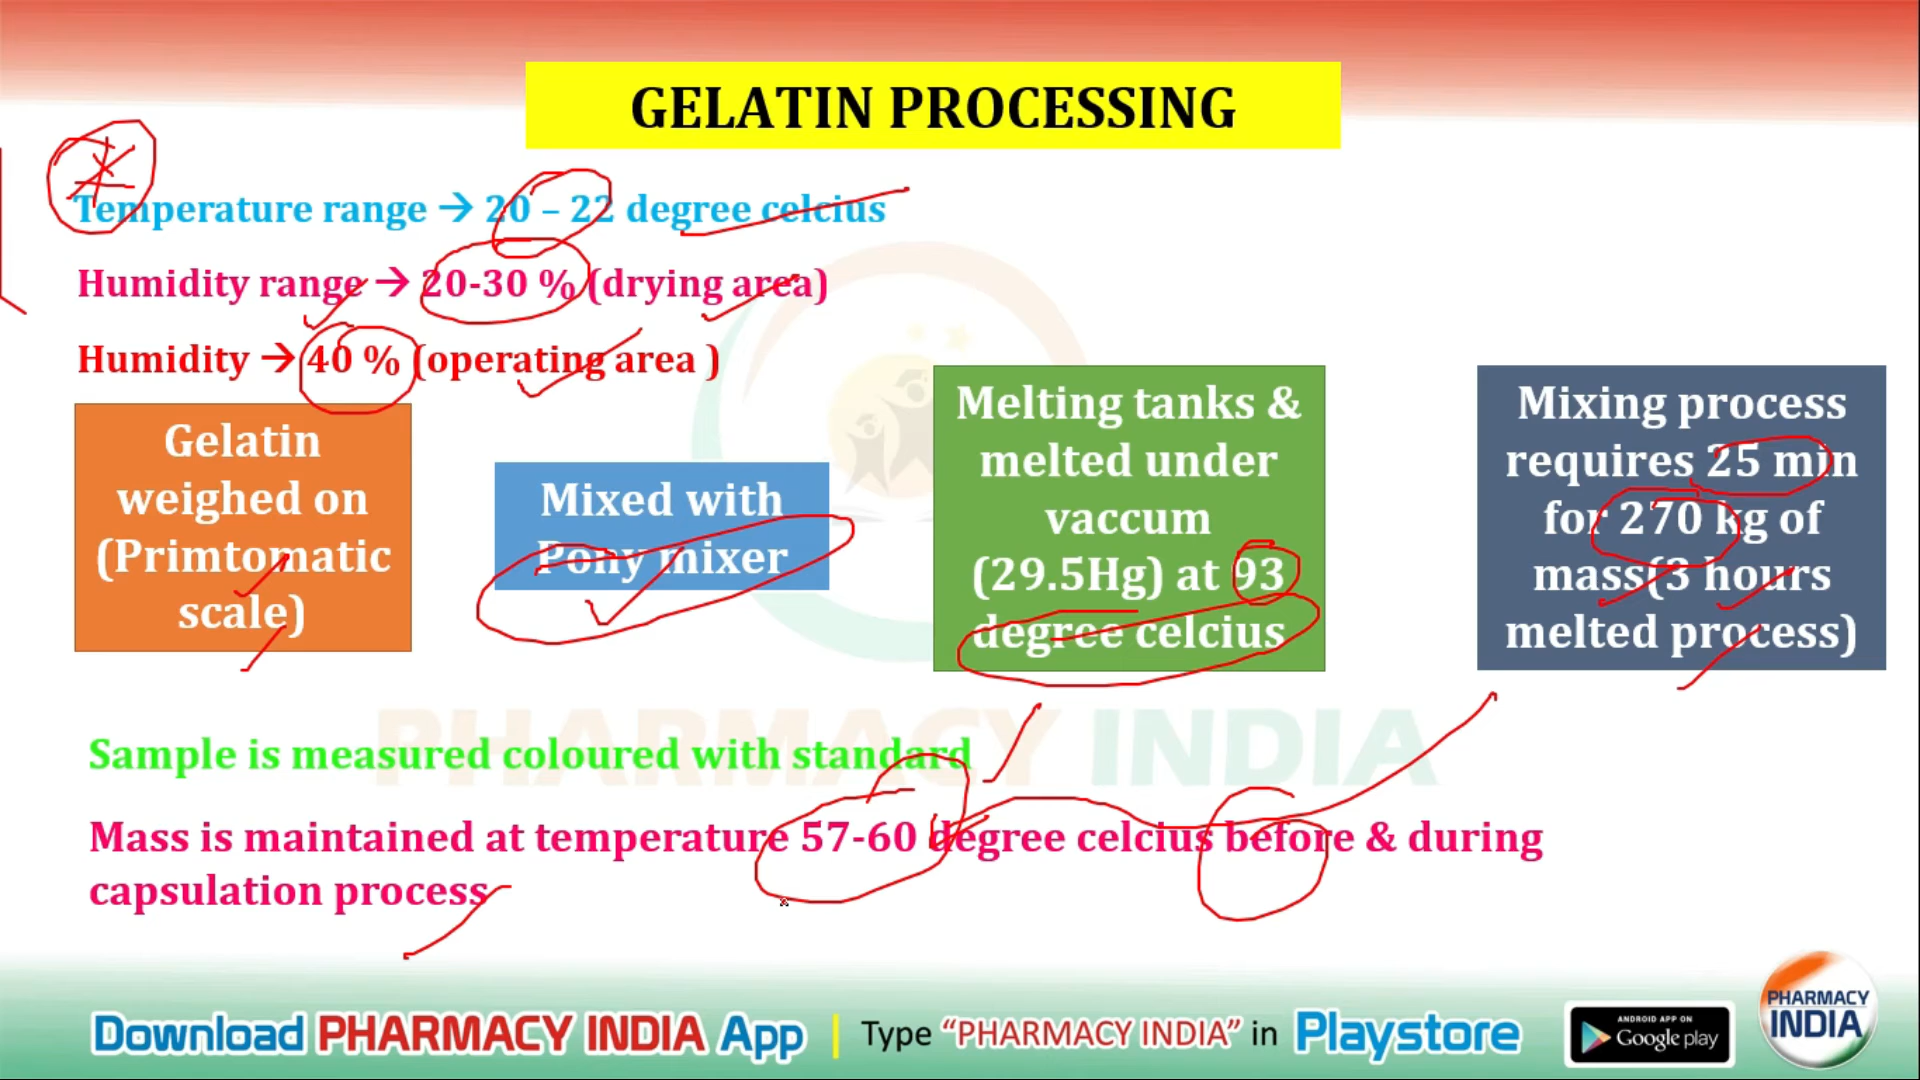 GELATIN PROCESSING
Temperature range → 20 – 22 degree celcius
Humidity range → 20-30 % (drying area)
Humidity → 40 % (operating area )
Gelatin
weighed on
(Primtomatic
scale)
Mixed with
Pony mixer
Melting tanks &
melted under
vaccum
(29.5Hg) at 93
degree celcius
Mixing process
requires 25 min
for 270 kg of
mass(3 hours
melted process)
PHARMACY INDIA
Sample is measured coloured with standard
Mass is maintained at temperature 57-60 degree celcius before & during
capsulation process
Download PHARMACY INDIA App | Type “PHARMACY INDIA” in Playstore
ANDROID APP ON
Google play
PHARMACY
INDIA